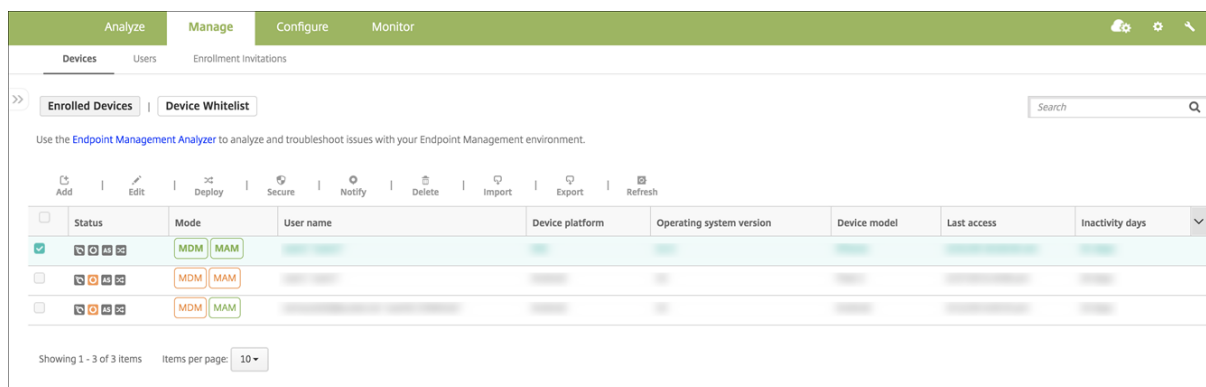 Analyze Manage Configure Monitor
Devices Users Enrollment Invitations
Enrolled Devices | Device Whitelist Search
Use the Endpoint Management Analyzer to analyze and troubleshoot issues with your Endpoint Management environment.
Add | Edit | Deploy | Secure | Notify | Delete | Import | Export | Refresh
Status Mode User name Device platform Operating system version Device model Last access Inactivity days
AS MDM MAM
AS MDM MAM
AS MDM MAM
Showing 1 - 3 of 3 items Items per page: 10